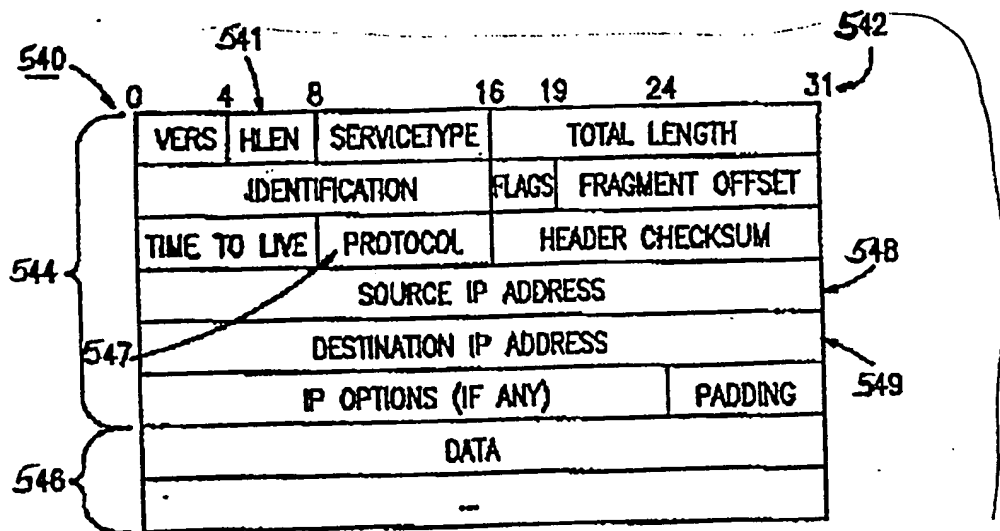 541
542
540
0 4 8 16 19 24 31
VERS HLEN SERVICETYPE TOTAL LENGTH
IDENTIFICATION FLAGS FRAGMENT OFFSET
TIME TO LIVE PROTOCOL HEADER CHECKSUM
544
548
SOURCE IP ADDRESS
547
DESTINATION IP ADDRESS
549
IP OPTIONS (IF ANY) PADDING
DATA
546
...